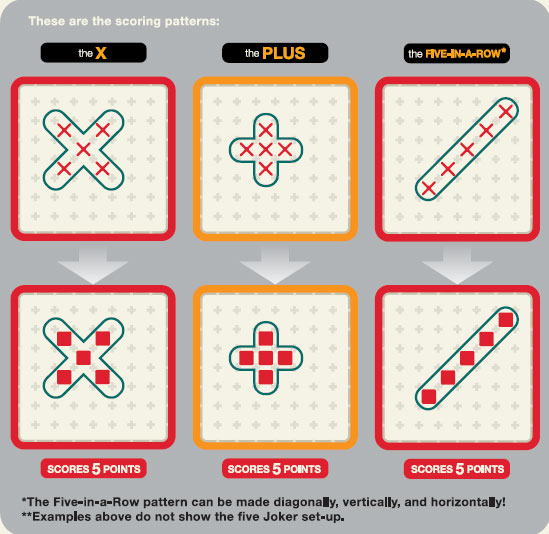 These are the scoring patterns:
the X
the PLUS
the FIVE-IN-A-ROW*
SCORES 5 POINTS
SCORES 5 POINTS
SCORES 5 POINTS
*The Five-in-a-Row pattern can be made diagonally, vertically, and horizontally!
**Examples above do not show the five Joker set-up.